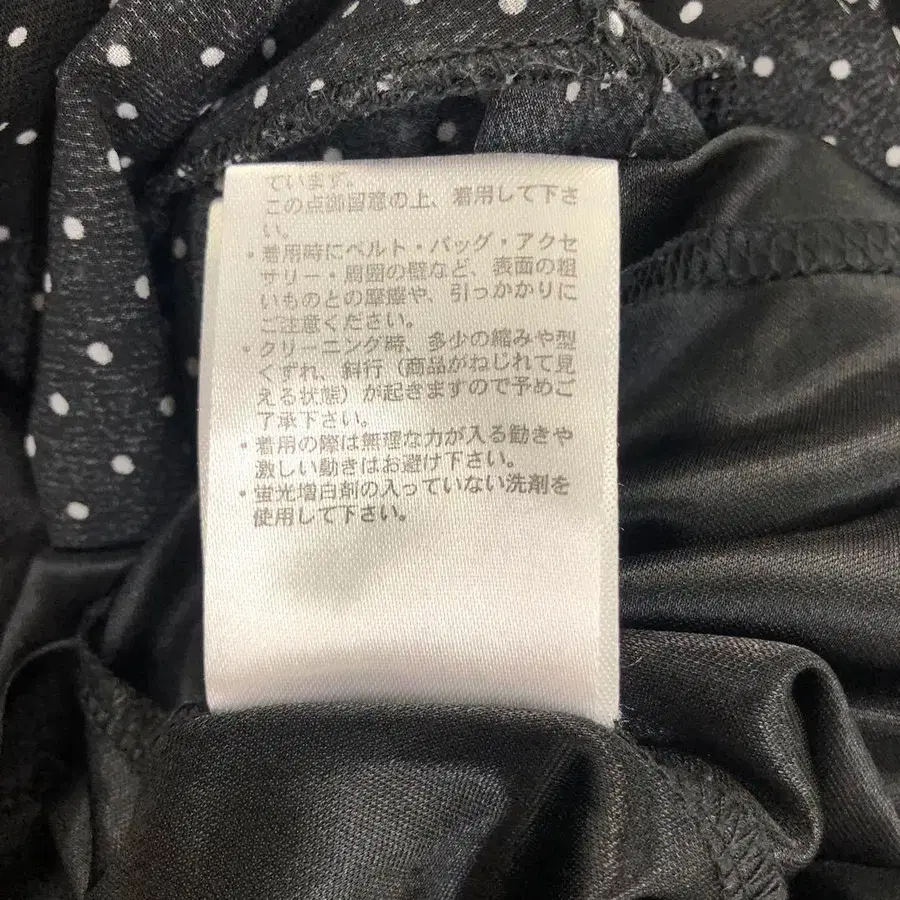 ています。
この点御留意の上、着用して下さ
い。
・着用時にベルト・バッグ・アクセ
サリー・周囲の壁など、表面の粗
いものとの摩擦や、引っかかりに
ご注意ください。
・クリーニング時、多少の縮みや型
くずれ、斜行(商品がねじれて見
える状態)が起きますので予めご
了承下さい。
・着用の際は無理な力が入る動きや
激しい動きはお避け下さい。
・蛍光増白剤の入っていない洗剤を
使用して下さい。